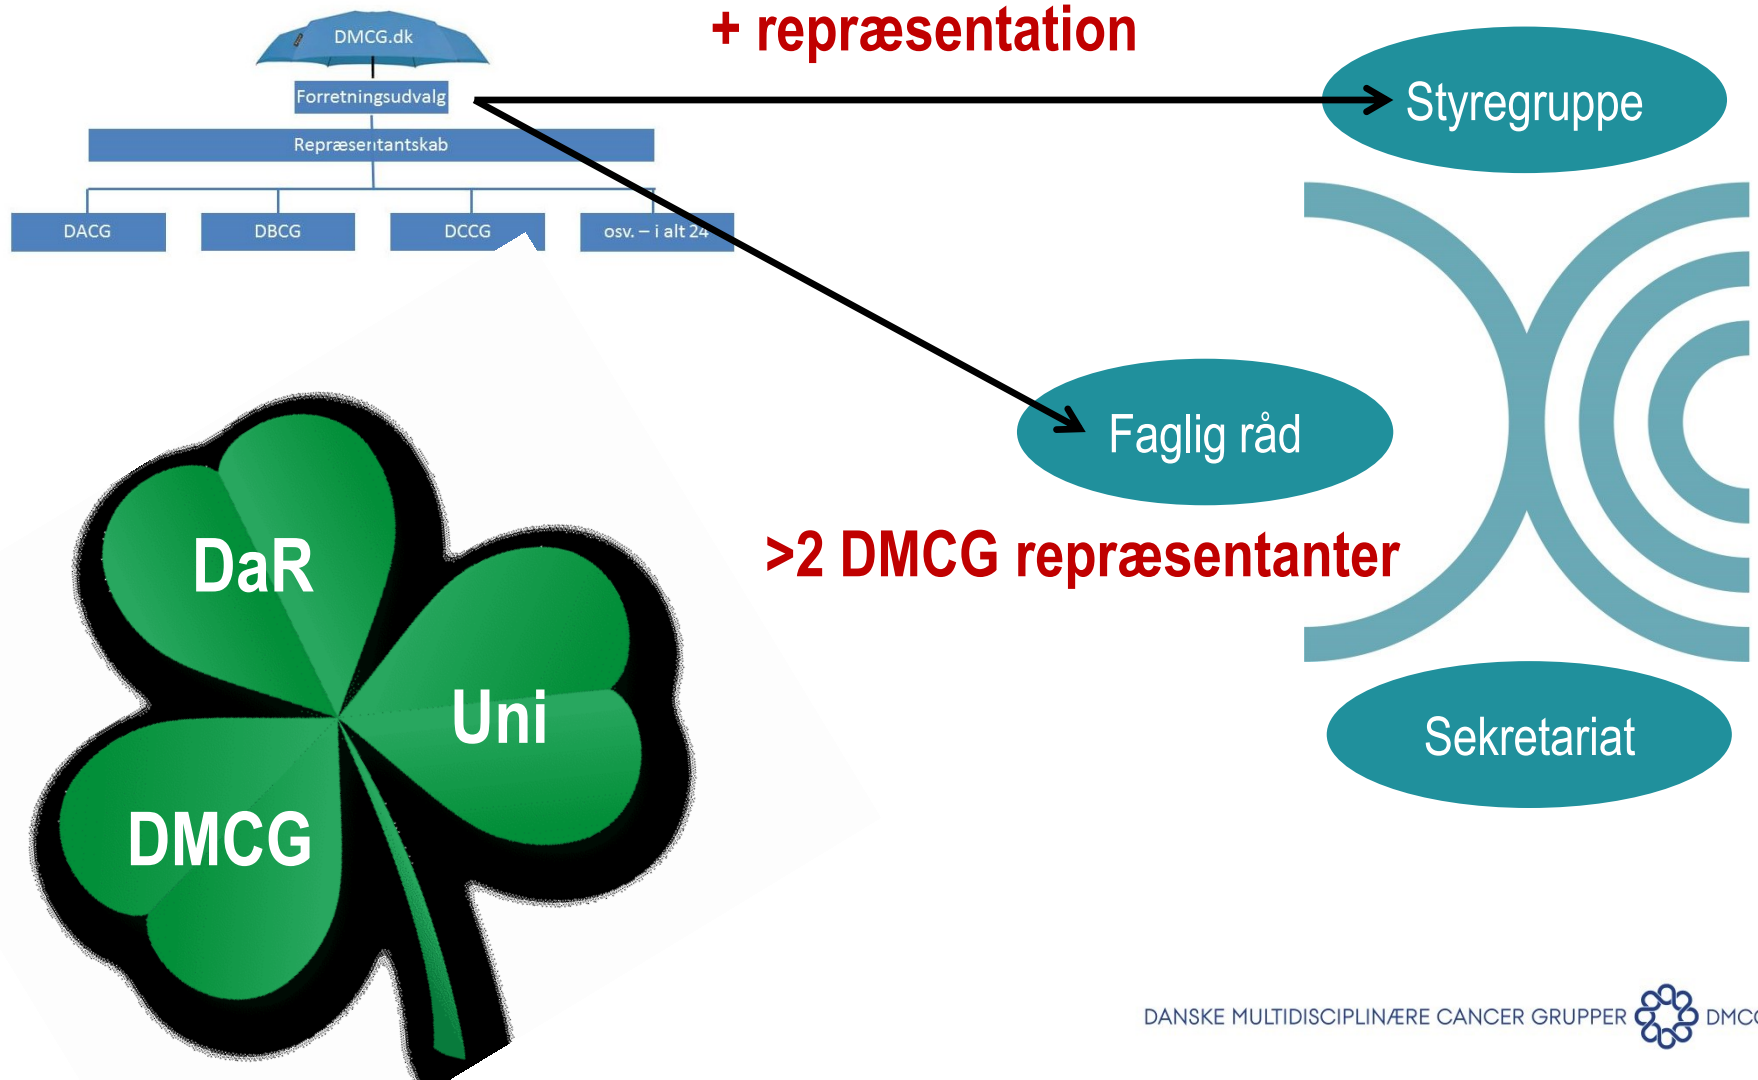 DMCG.dk
+ repræsentation
Forretningsudvalg
Styregruppe
Repræsentantskab
DACG
DBCG
DCCG
osv. – i alt 24
Faglig råd
>2 DMCG repræsentanter
DaR
Uni
DMCG
Sekretariat
DANSKE MULTIDISCIPLINÆRE CANCER GRUPPER DMCG